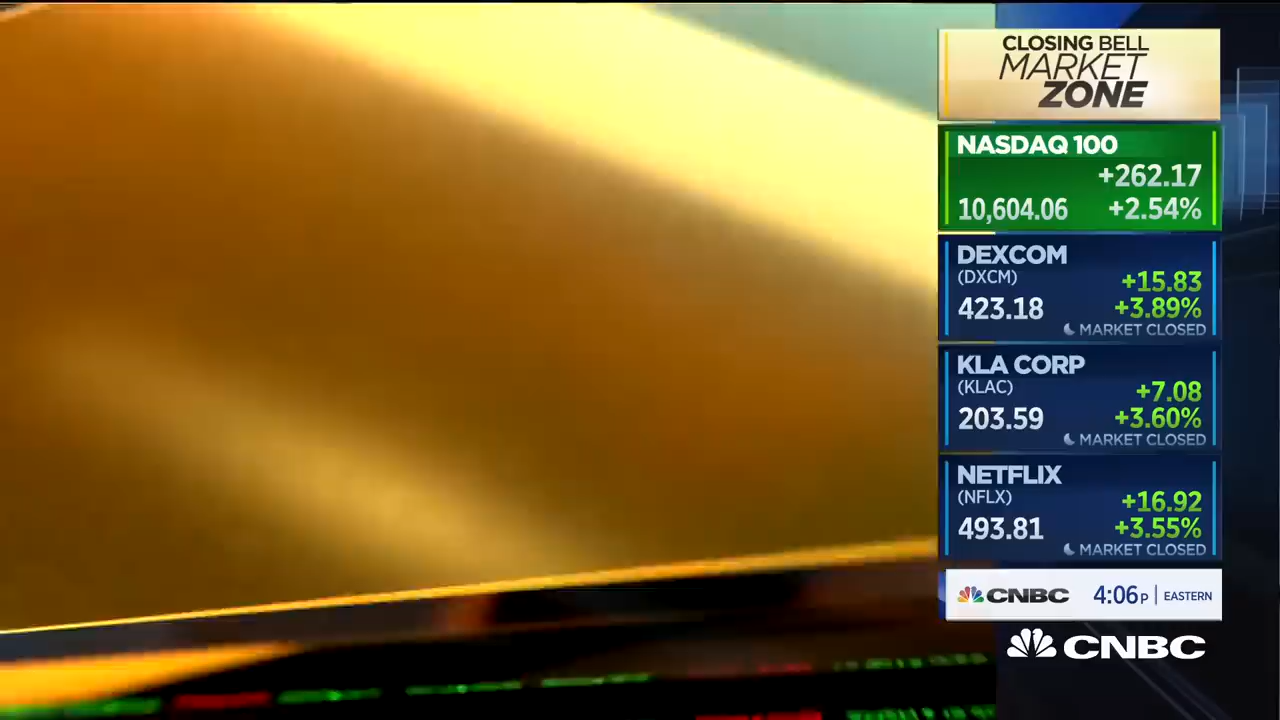 CLOSING BELL
MARKET
ZONE
NASDAQ 100
+262.17
10,604.06 +2.54%
DEXCOM
(DXCM) +15.83
423.18 +3.89%
MARKET CLOSED
KLA CORP
(KLAC) +7.08
203.59 +3.60%
MARKET CLOSED
NETFLIX
(NFLX) +16.92
493.81 +3.55%
MARKET CLOSED
CNBC 4:06P EASTERN
CNBC